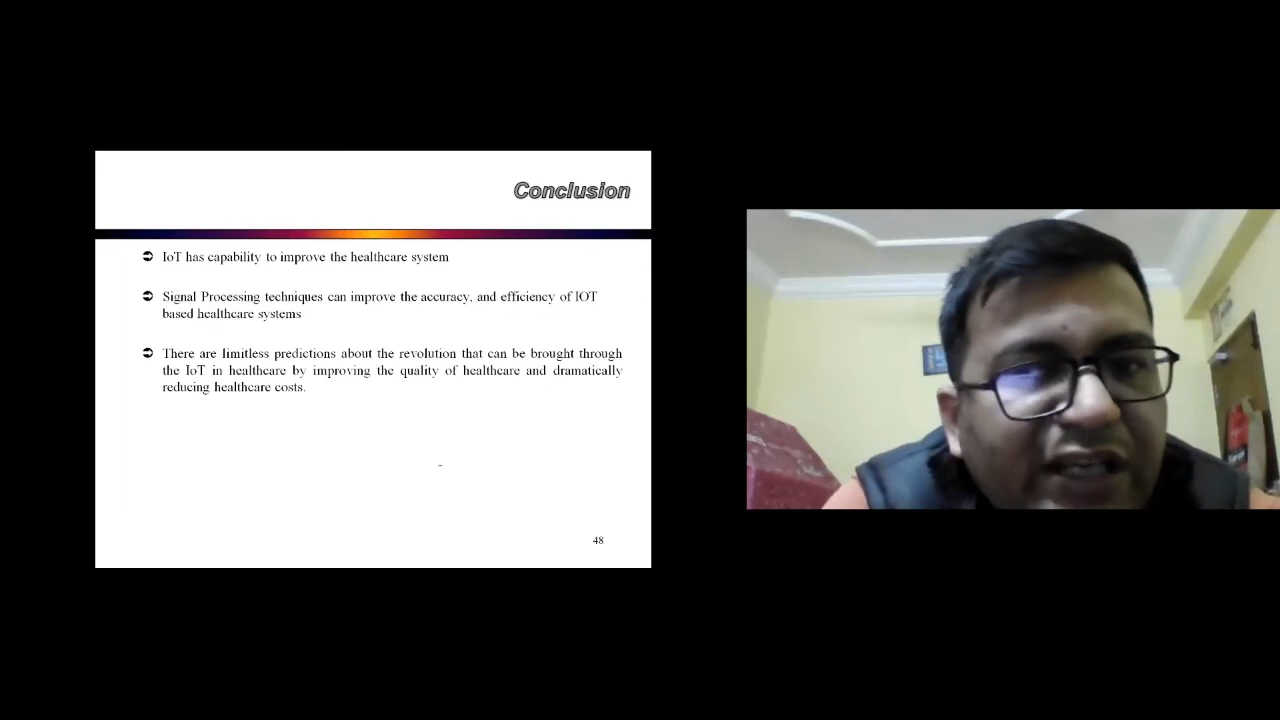 Conclusion
IoT has capability to improve the healthcare system
Signal Processing techniques can improve the accuracy, and efficiency of IOT
based healthcare systems
There are limitless predictions about the revolution that can be brought through
the IoT in healthcare by improving the quality of healthcare and dramatically
reducing healthcare costs.
48